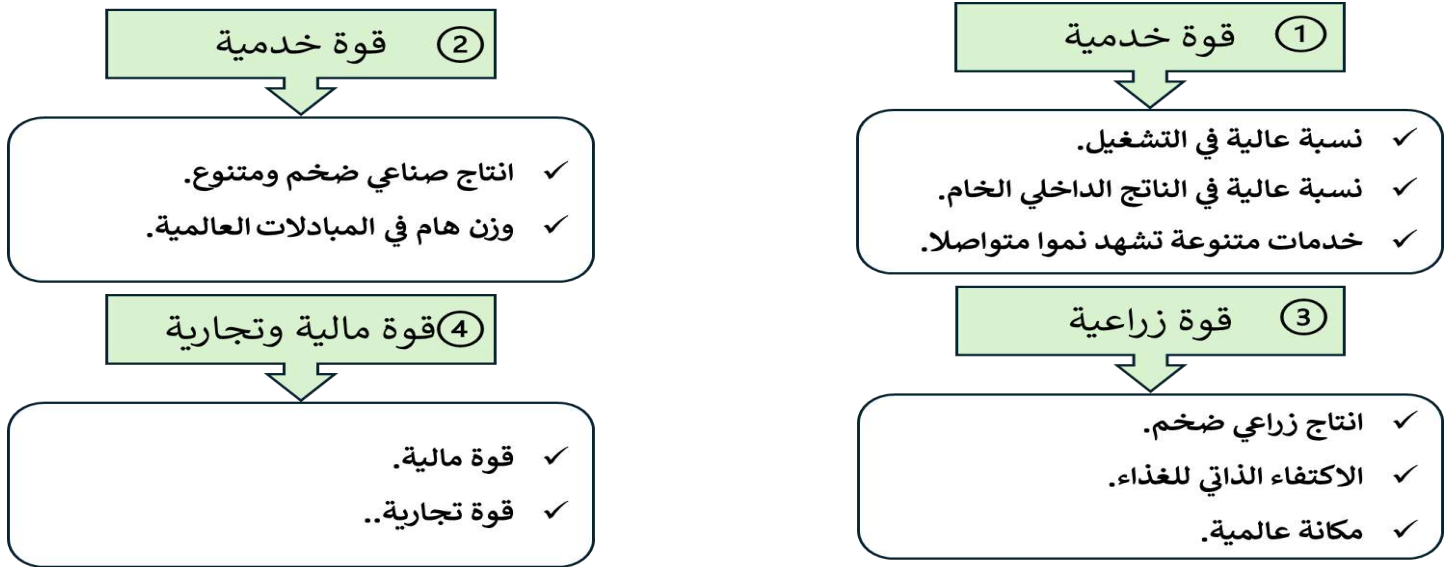 ① قوة خدمية
✓ نسبة عالية في التشغيل.
✓ نسبة عالية في الناتج الداخلي الخام.
✓ خدمات متنوعة تشهد نموا متواصلا.
② قوة خدمية
✓ انتاج صناعي ضخم ومتنوع.
✓ وزن هام في المبادلات العالمية.
③ قوة زراعية
✓ انتاج زراعي ضخم.
✓ الاكتفاء الذاتي للغذاء.
✓ مكانة عالمية.
④قوة مالية وتجارية
✓ قوة مالية.
✓ قوة تجارية..